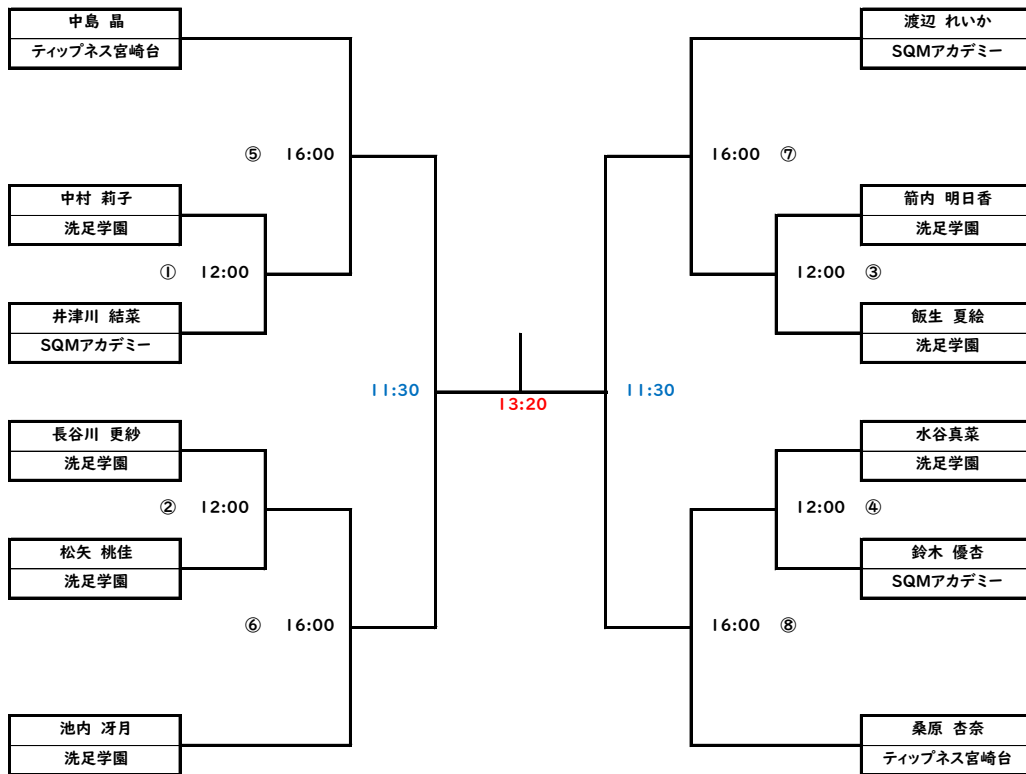 中島 晶
ティップネス宮崎台
渡辺 れいか
SQMアカデミー
⑤ 16:00
16:00 ⑦
中村 莉子
洗足学園
箭内 明日香
洗足学園
① 12:00
12:00 ③
井津川 結菜
SQMアカデミー
飯生 夏絵
洗足学園
11:30
13:20
11:30
長谷川 更紗
洗足学園
水谷真菜
洗足学園
② 12:00
12:00 ④
松矢 桃佳
洗足学園
鈴木 優杏
SQMアカデミー
⑥ 16:00
16:00 ⑧
池内 冴月
洗足学園
桑原 杏奈
ティップネス宮崎台